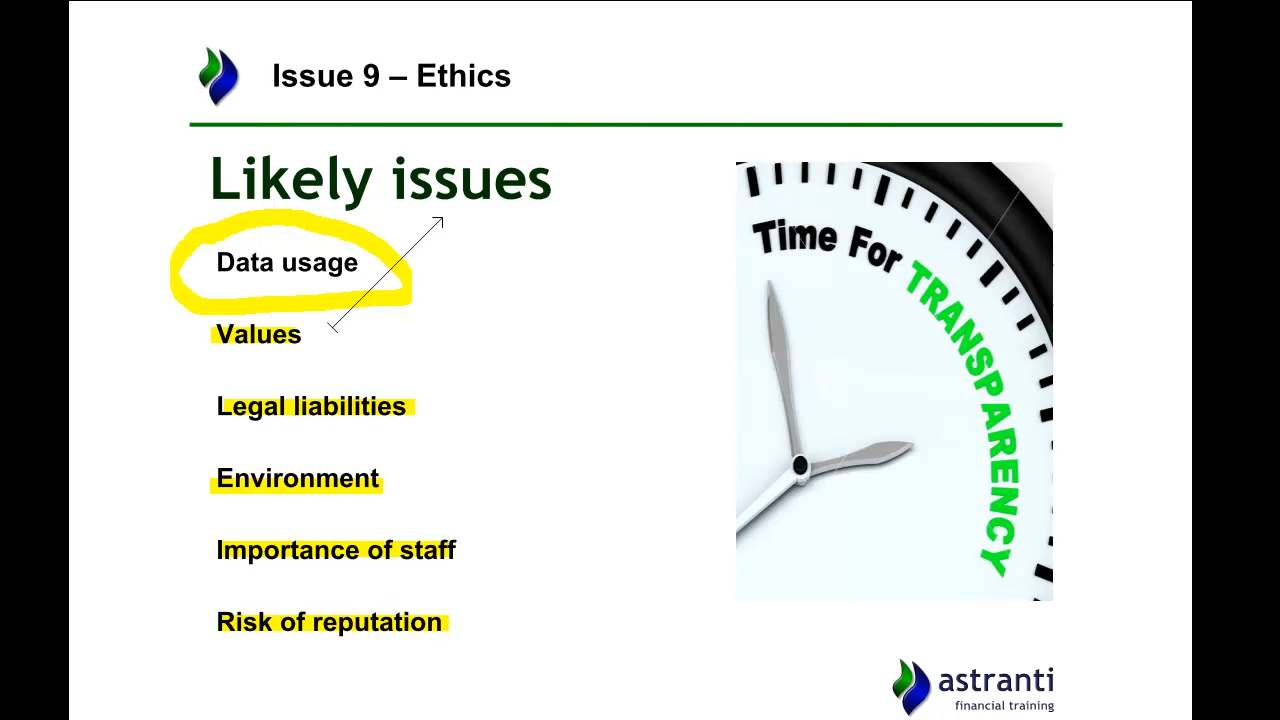 Issue 9 – Ethics
Likely issues
Data usage
Values
Legal liabilities
Environment
Importance of staff
Risk of reputation
Time For TRANSPARENCY
astranti
financial training